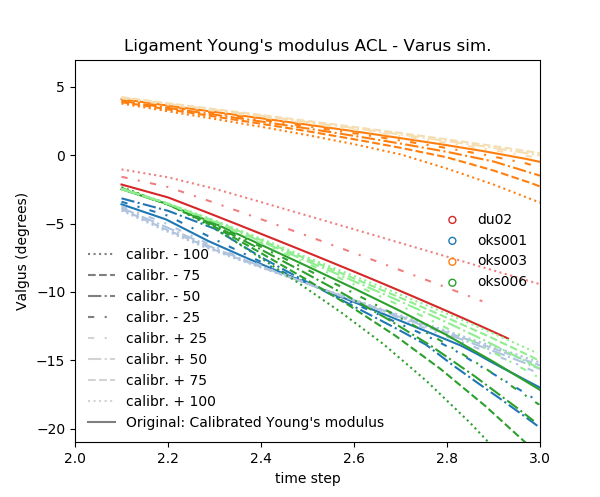 Ligament Young's modulus ACL - Varus sim.
Valgus (degrees)
5
0
−5
−10
−15
−20
du02
oks001
oks003
oks006
calibr. - 100
calibr. - 75
calibr. - 50
calibr. - 25
calibr. + 25
calibr. + 50
calibr. + 75
calibr. + 100
Original: Calibrated Young's modulus
2.0 2.2 2.4 2.6 2.8 3.0
time step